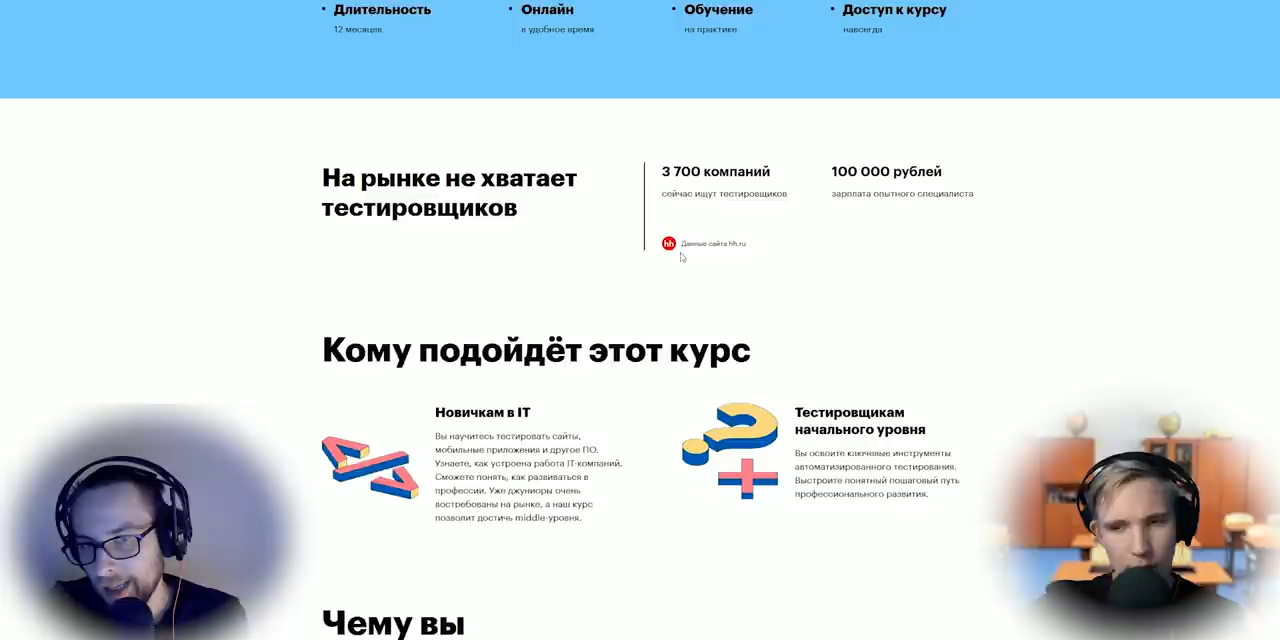 Длительность
12 месяцев
Онлайн
в удобное время
Обучение
на практике
Доступ к курсу
навсегда
На рынке не хватает
тестировщиков
3 700 компаний
сейчас ищут тестировщиков
100 000 рублей
зарплата опытного специалиста
hh Данные сайта hh.ru
Кому подойдёт этот курс
Новичкам в IT
Вы научитесь тестировать сайты,
мобильные приложения и другое ПО.
Узнаете, как устроена работа IT-компаний.
Сможете понять, как развиваться в
профессии. Уже джуниоры очень
востребованы на рынке, а наш курс
позволит достичь middle-уровня.
Тестировщикам
начального уровня
Вы освоите ключевые инструменты
автоматизированного тестирования.
Выстроите понятный пошаговый путь
профессионального развития.
Чему вы